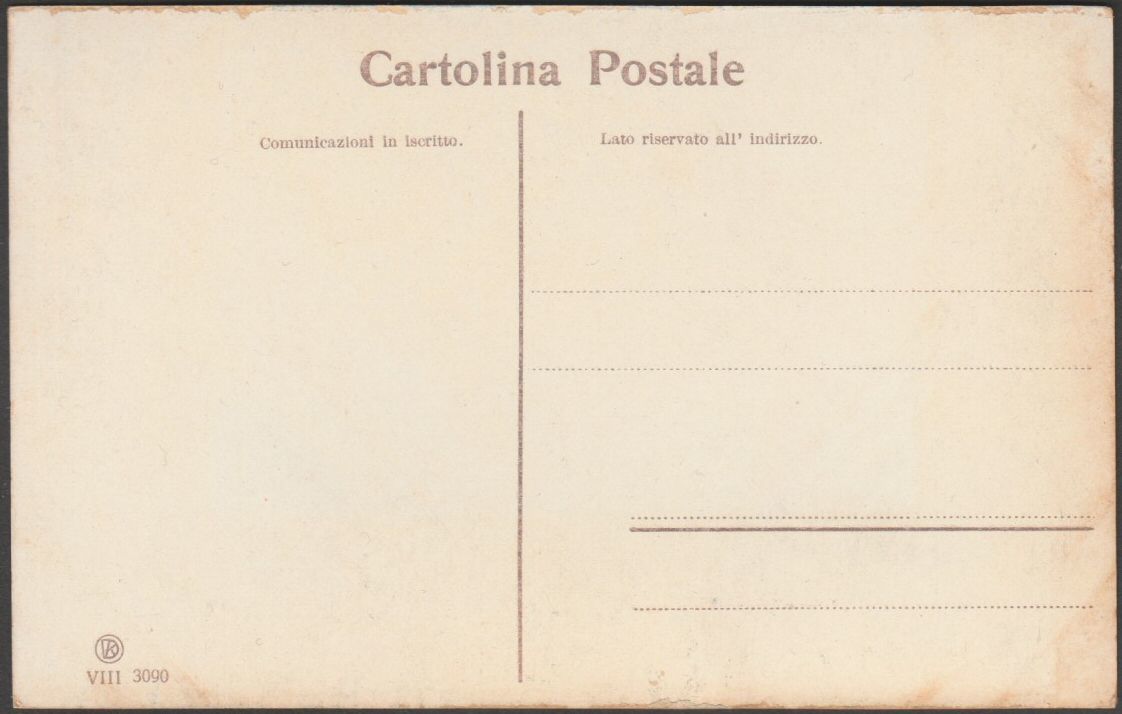 Cartolina Postale
Comunicazioni in iscritto.
Lato riservato all' indirizzo.
VIII 3090